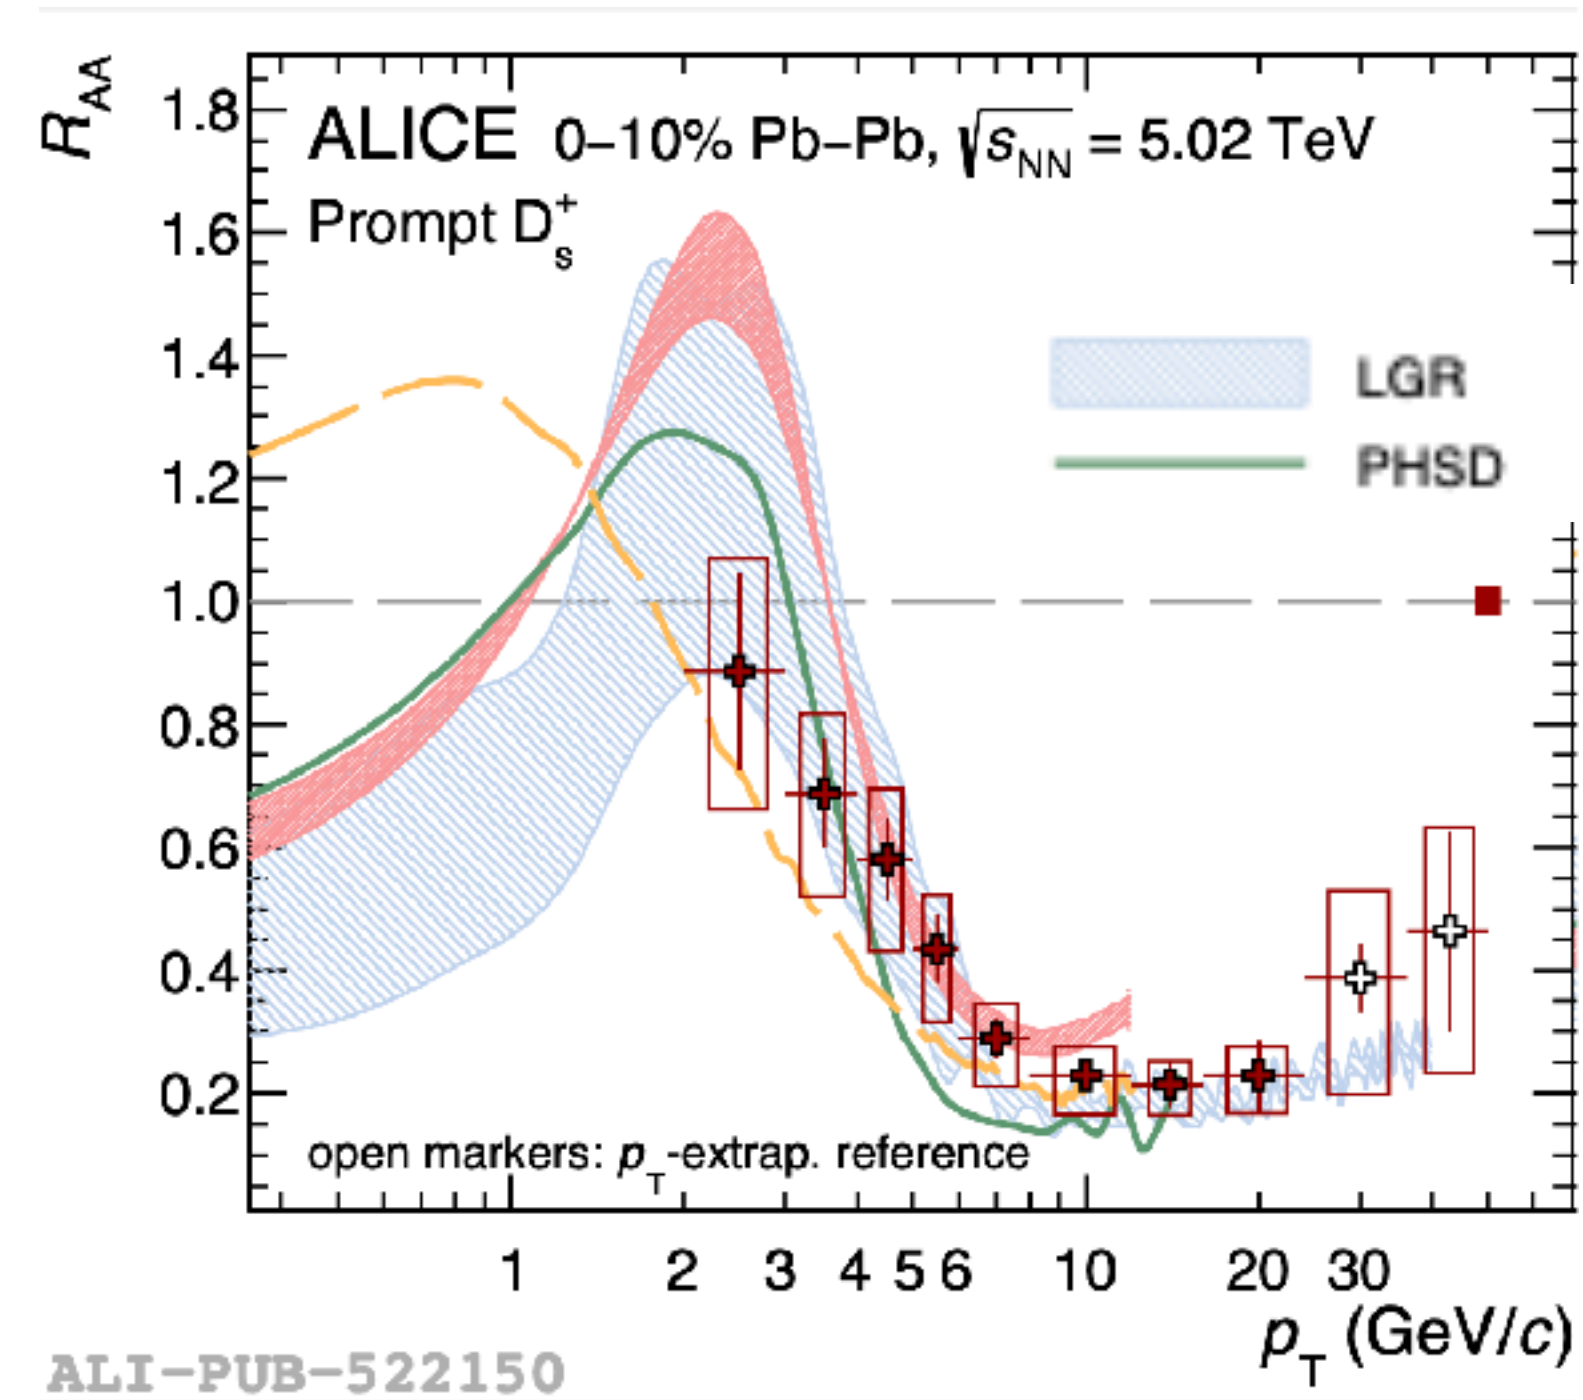 R_AA
ALICE 0–10% Pb–Pb, √s_NN = 5.02 TeV
Prompt D_s^+
LGR
PHSD
1.8
1.6
1.4
1.2
1.0
0.8
0.6
0.4
0.2
open markers: p_T-extrap. reference
1 2 3 4 5 6 10 20 30
p_T (GeV/c)
ALI-PUB-522150